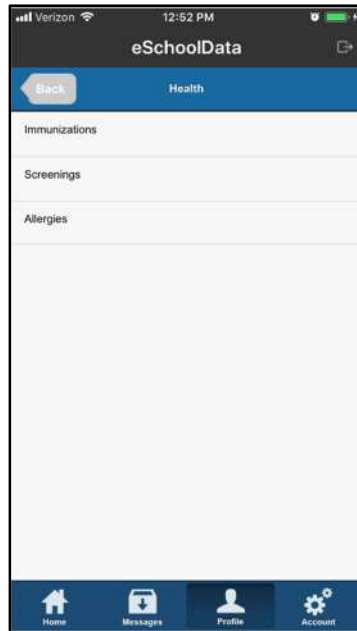 Verizon 12:52 PM
eSchoolData
Back Health
Immunizations
Screenings
Allergies
Home Messages Profile Account